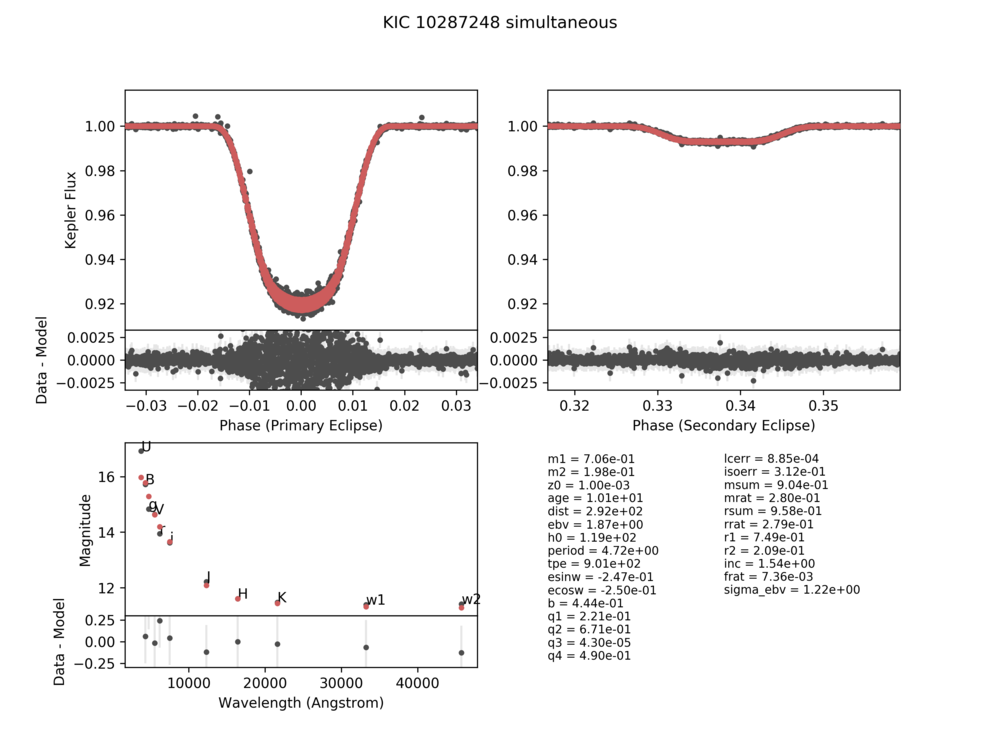 KIC 10287248 simultaneous
Kepler Flux
1.00
0.98
0.96
0.94
0.92
1.00
0.98
0.96
0.94
0.92
Data - Model
0.0025
0.0000
−0.0025
0.0025
0.0000
−0.0025
−0.03 −0.02 −0.01 0.00 0.01 0.02 0.03
Phase (Primary Eclipse)
0.32 0.33 0.34 0.35
Phase (Secondary Eclipse)
Magnitude
16
14
12
U
B
g
V
r
i
J
H
K
w1
w2
Data - Model
0.25
0.00
−0.25
10000 20000 30000 40000
Wavelength (Angstrom)
m1 = 7.06e-01
m2 = 1.98e-01
z0 = 1.00e-03
age = 1.01e+01
dist = 2.92e+02
ebv = 1.87e+00
h0 = 1.19e+02
period = 4.72e+00
tpe = 9.01e+02
esinw = -2.47e-01
ecosw = -2.50e-01
b = 4.44e-01
q1 = 2.21e-01
q2 = 6.71e-01
q3 = 4.30e-05
q4 = 4.90e-01
lcerr = 8.85e-04
isoerr = 3.12e-01
msum = 9.04e-01
mrat = 2.80e-01
rsum = 9.58e-01
rrat = 2.79e-01
r1 = 7.49e-01
r2 = 2.09e-01
inc = 1.54e+00
frat = 7.36e-03
sigma_ebv = 1.22e+00